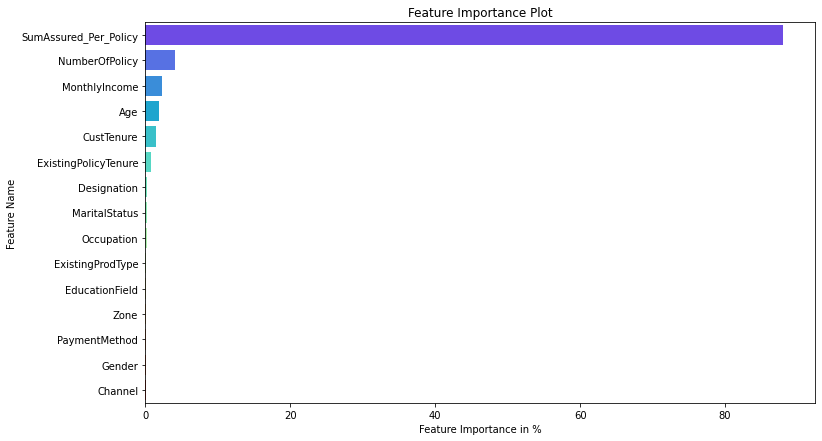 Feature Importance Plot
Feature Name
SumAssured_Per_Policy
NumberOfPolicy
MonthlyIncome
Age
CustTenure
ExistingPolicyTenure
Designation
MaritalStatus
Occupation
ExistingProdType
EducationField
Zone
PaymentMethod
Gender
Channel
0 20 40 60 80
Feature Importance in %